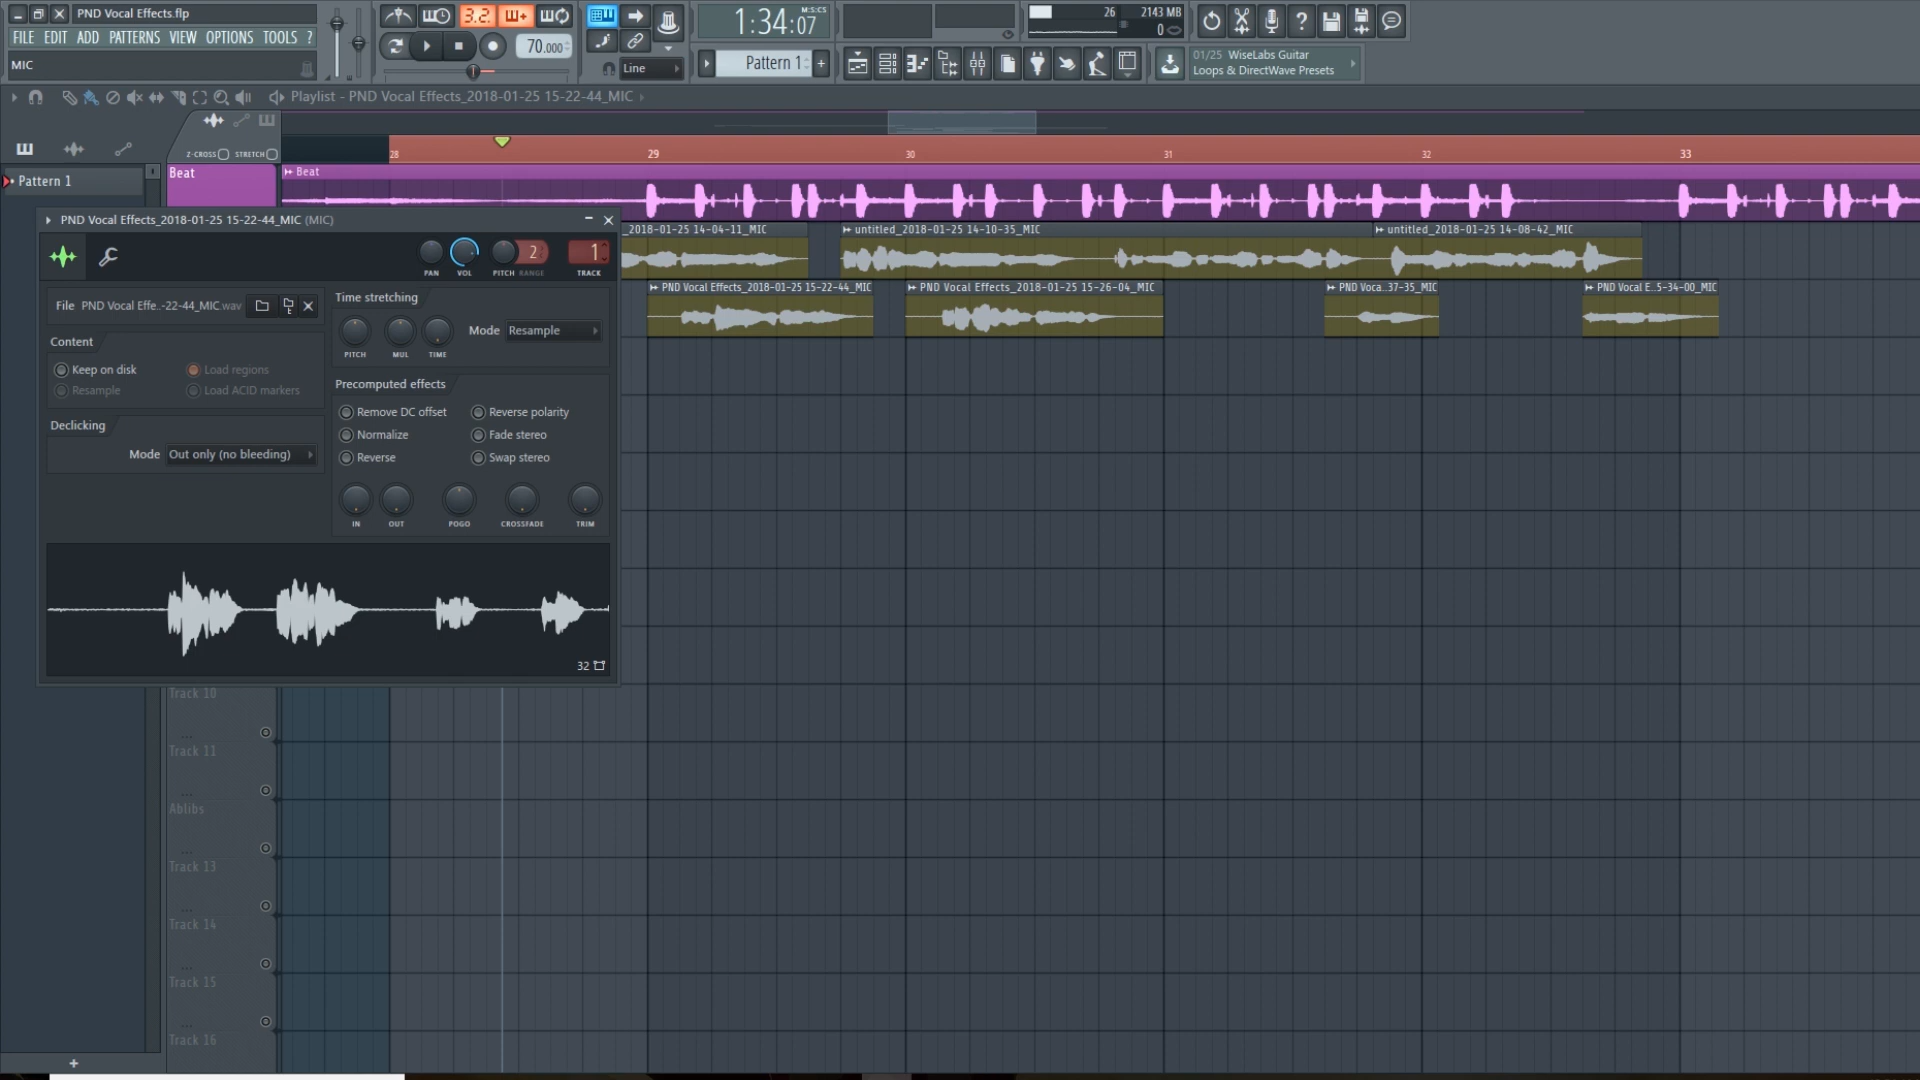 PND Vocal Effects.flp
FILE EDIT ADD PATTERNS VIEW OPTIONS TOOLS ?
MIC
3.2.
70.000
Line
1:34:07
M:S:CS
Pattern 1
26
2143 MB
0
01/25 WiseLabs Guitar
Loops & DirectWave Presets
Playlist - PND Vocal Effects_2018-01-25 15-22-44_MIC
Z-CROSS STRETCH
28 29 30 31 32 33
Pattern 1
Beat
Beat
PND Vocal Effects_2018-01-25 15-22-44_MIC (MIC)
_2018-01-25 14-04-11_MIC
untitled_2018-01-25 14-10-35_MIC
untitled_2018-01-25 14-08-42_MIC
PND Vocal Effects_2018-01-25 15-22-44_MIC
PND Vocal Effects_2018-01-25 15-26-04_MIC
PND Voca..37-35_MIC
PND Vocal E..5-34-00_MIC
2
1
PAN VOL PITCH RANGE TRACK
File PND Vocal Effe..-22-44_MIC.wav
Content
Keep on disk
Load regions
Resample
Load ACID markers
Declicking
Mode Out only (no bleeding)
Time stretching
PITCH MUL TIME
Mode Resample
Precomputed effects
Remove DC offset
Reverse polarity
Normalize
Fade stereo
Reverse
Swap stereo
IN OUT POGO CROSSFADE TRIM
32
Track 10
Track 11
Ablibs
Track 13
Track 14
Track 15
Track 16